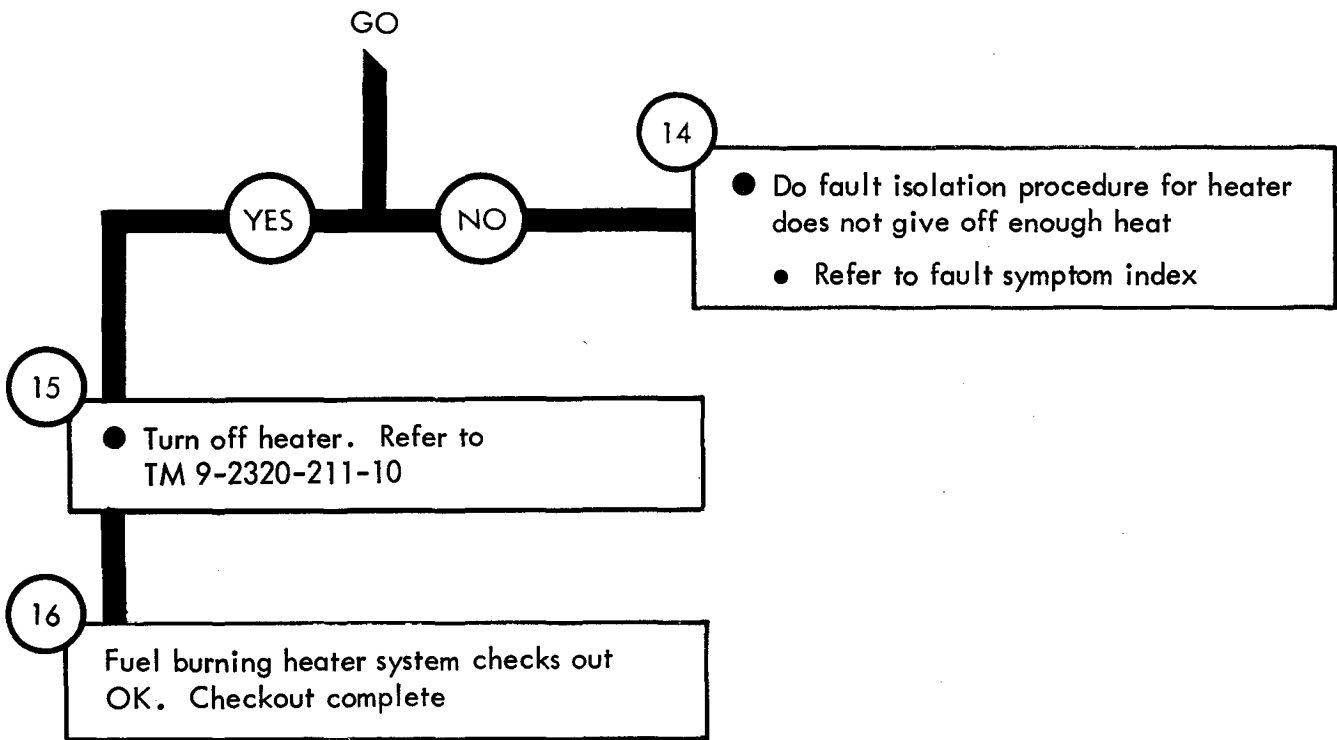 GO
YES
NO
14
● Do fault isolation procedure for heater
does not give off enough heat
● Refer to fault symptom index
15
● Turn off heater. Refer to
TM 9-2320-211-10
16
Fuel burning heater system checks out
OK. Checkout complete